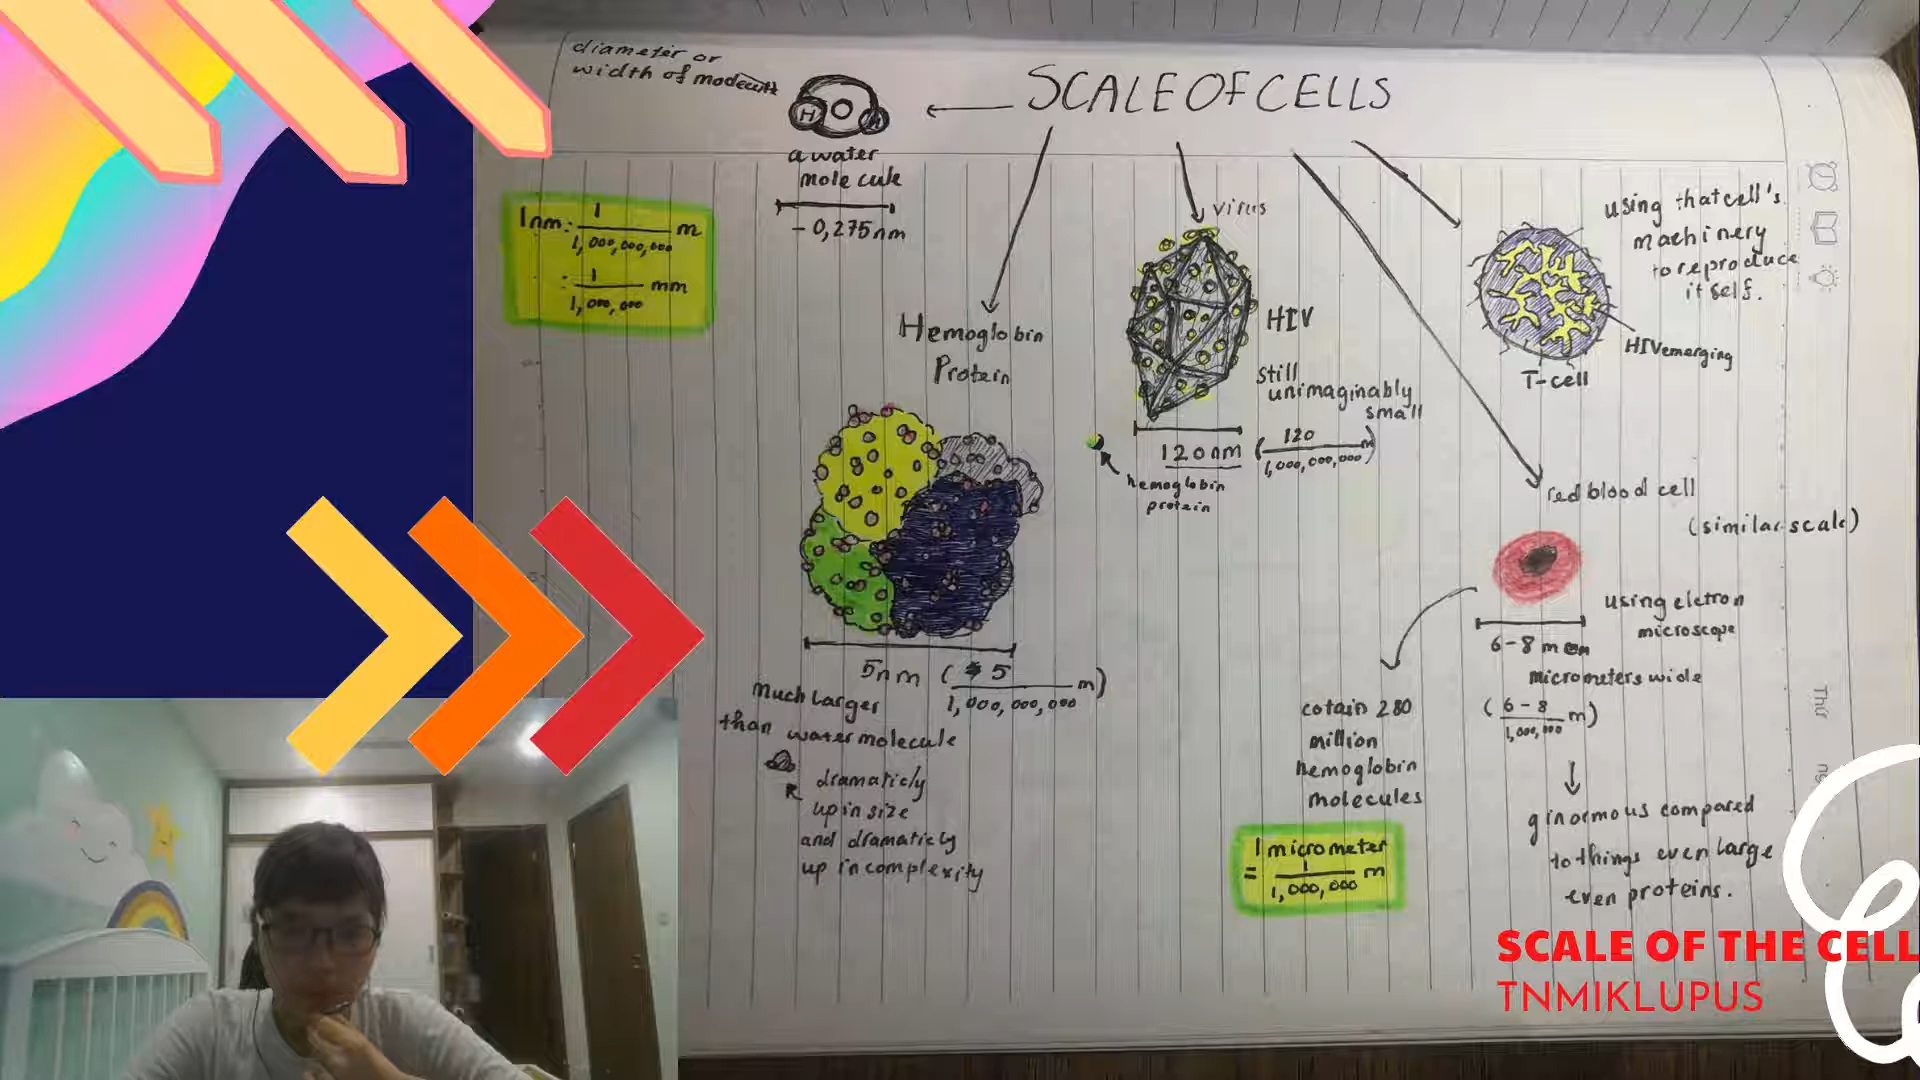 diameter or
width of
SCALE OF CELLS
H
O
H
a water
molecule
- 0,275nm
1nm: 1 m
1,000,000,000
: 1 mm
1,000,000
Hemoglobin
Protein
5nm ( 5 m)
1,000,000,000
Much larger
than water molecule
dramaticly
up in size
and dramaticly
up in complexity
virus
HIV
still
unimaginably
small
120nm (120 m)
1,000,000,000
hemoglobin
protein
using that cell's
machinery
to reproduce
itself.
HIV emerging
T-cell
red blood cell
(similar scale)
using eletron
microscope
6-8 m
micrometers wide
(6-8 m)
1,000,000
ginormous compared
to things even large
even proteins.
cotain 280
million
hemoglobin
molecules
1 micrometer
= 1 m
1,000,000
SCALE OF THE CELL
TNMIKLUPUS